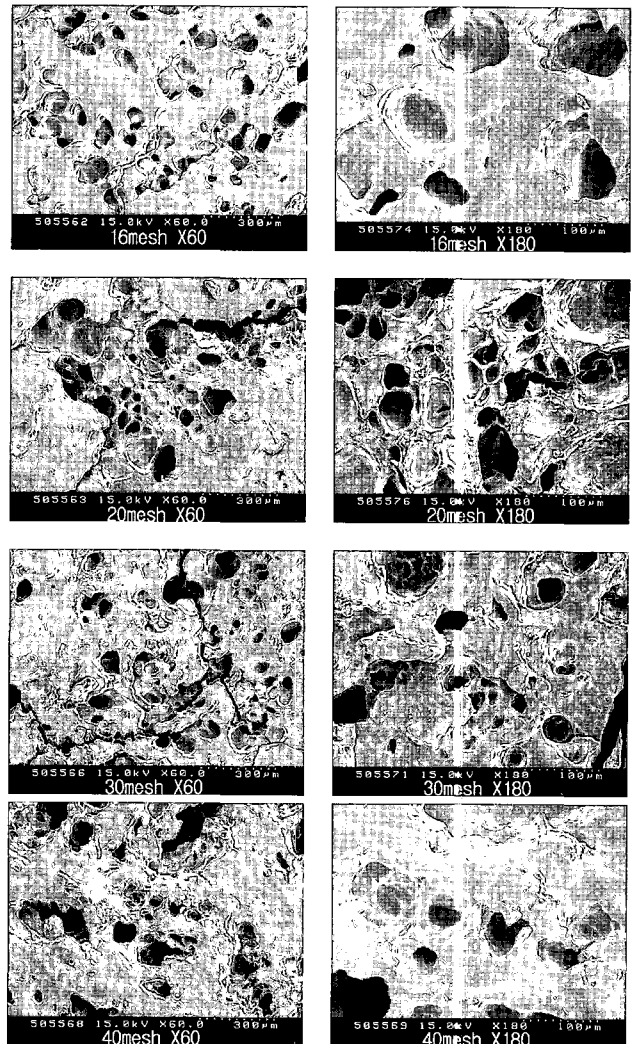 505562 15.0kV X60.0 300µm
16mesh X60
505574 15.0kV X180 100µm
16mesh X180
505563 15.0kV X60.0 300µm
20mesh X60
505576 15.0kV X180 100µm
20mesh X180
505566 15.0kV X60.0 300µm
30mesh X60
505571 15.0kV X180 100µm
30mesh X180
505568 15.0kV X60.0 300µm
40mesh X60
505569 15.0kV X180 100µm
40mesh X180